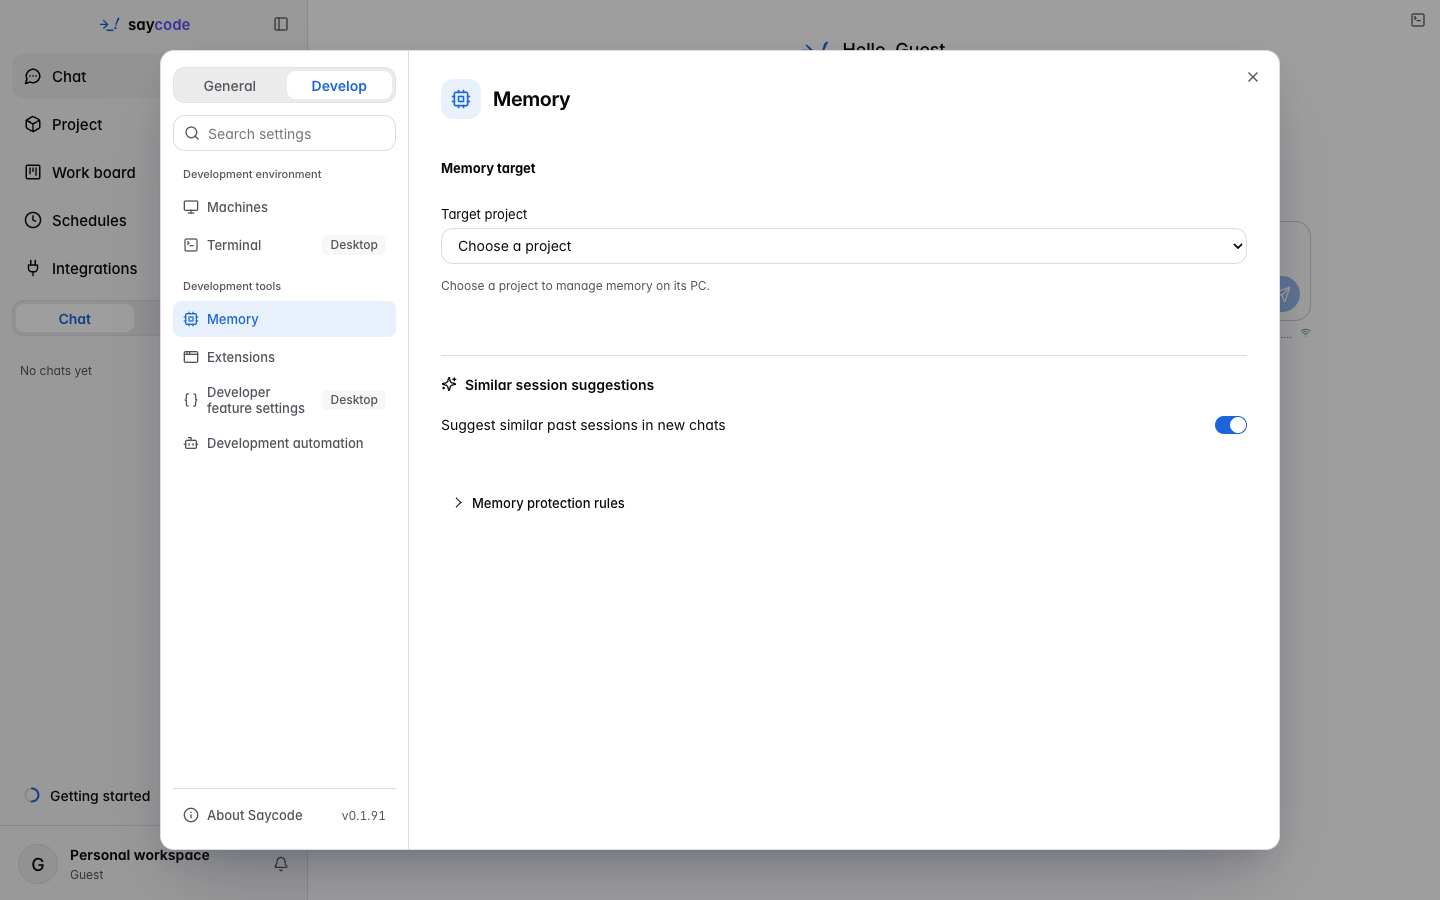 saycode
Chat
Project
Work board
Schedules
Integrations
Chat
No chats yet
Getting started
G
Personal workspace
Guest
Hello, Guest
General
Develop
Search settings
Development environment
Machines
Terminal
Desktop
Development tools
Memory
Extensions
Developer
feature settings
Desktop
Development automation
About Saycode
v0.1.91
Memory
Memory target
Target project
Choose a project
Choose a project to manage memory on its PC.
Similar session suggestions
Suggest similar past sessions in new chats
Memory protection rules